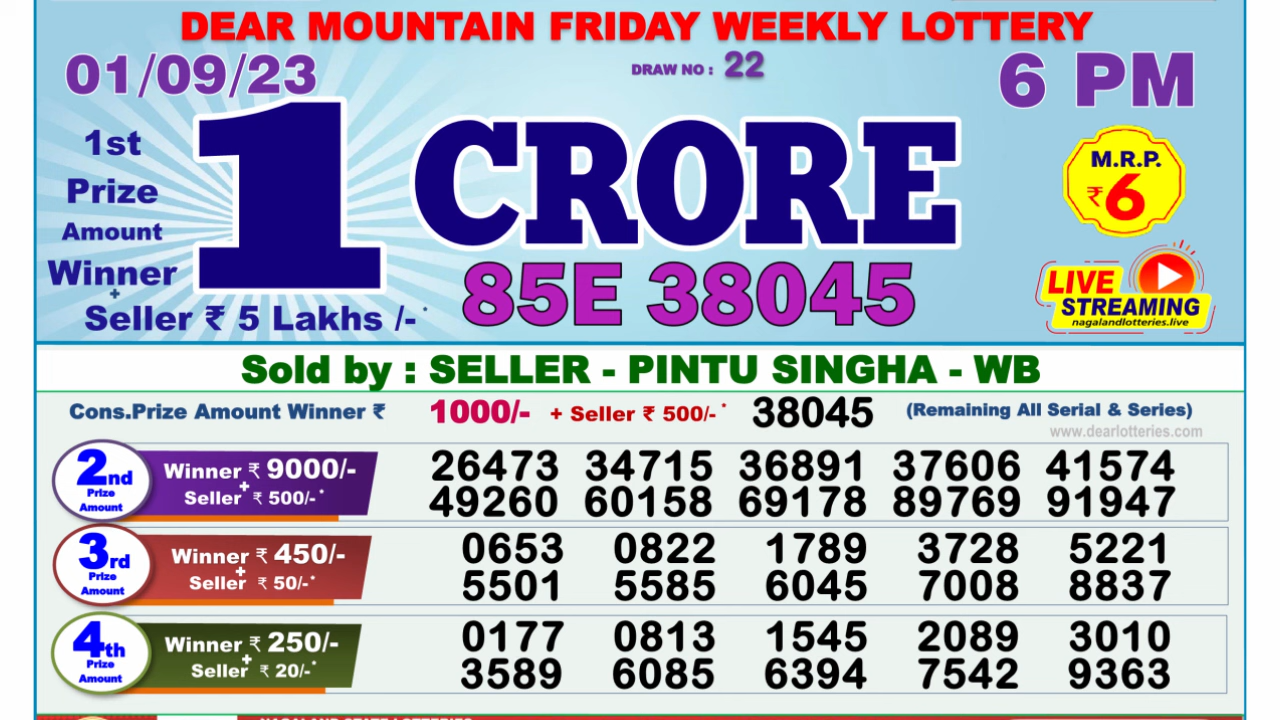 DEAR MOUNTAIN FRIDAY WEEKLY LOTTERY
01/09/23
DRAW NO : 22
6 PM
1st
Prize
Amount
Winner
+
Seller ₹ 5 Lakhs /- *
1 CRORE
85E 38045
M.R.P.
₹6
LIVE
STREAMING
nagalandlotteries.live
Sold by : SELLER - PINTU SINGHA - WB
Cons.Prize Amount Winner ₹ 1000/- + Seller ₹ 500/- * 38045 (Remaining All Serial & Series)
www.dearlotteries.com
2nd
Prize
Amount
Winner ₹ 9000/-
+
Seller ₹ 500/- *
26473 34715 36891 37606 41574
49260 60158 69178 89769 91947
3rd
Prize
Amount
Winner ₹ 450/-
+
Seller ₹ 50/- *
0653 0822 1789 3728 5221
5501 5585 6045 7008 8837
4th
Prize
Amount
Winner ₹ 250/-
+
Seller ₹ 20/- *
0177 0813 1545 2089 3010
3589 6085 6394 7542 9363
NAGALAND STATE LOTTERIES